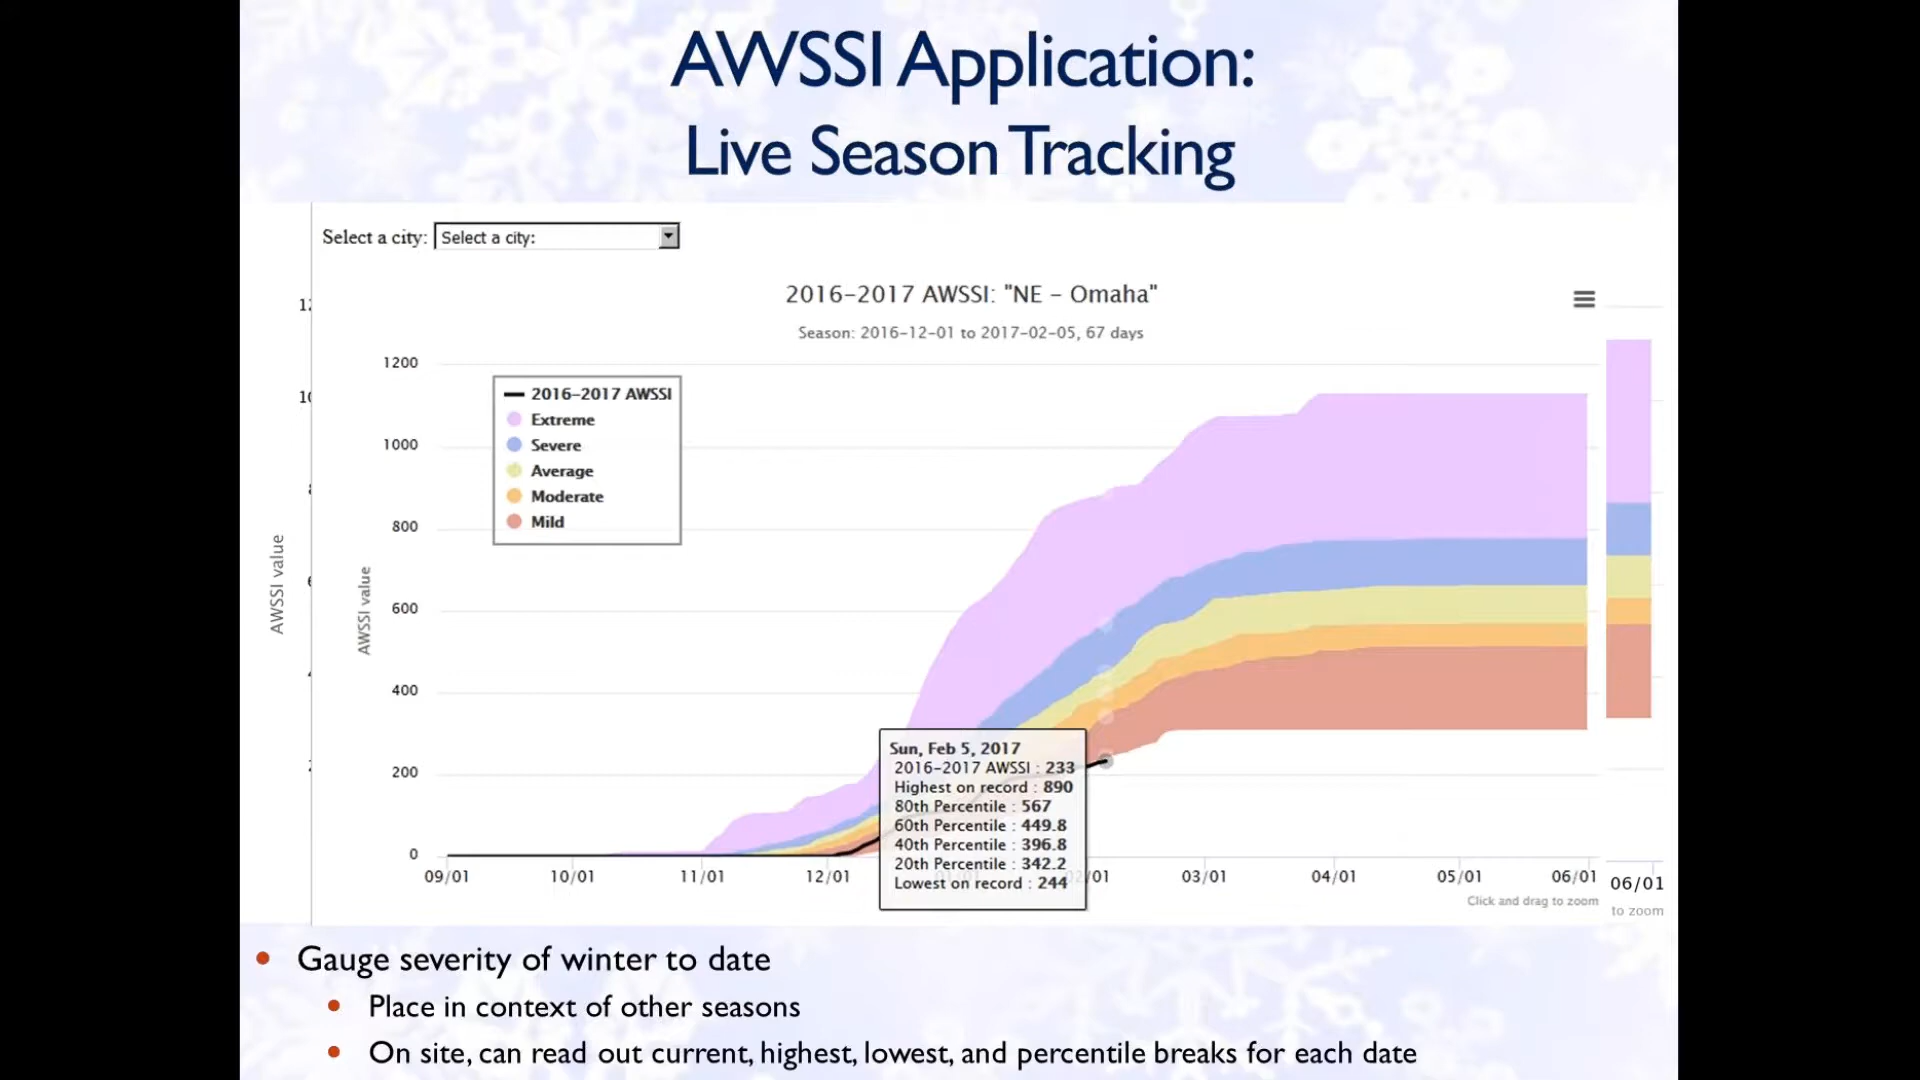 AWSSI Application:
Live Season Tracking
Select a city: Select a city:
2016-2017 AWSSI: "NE - Omaha"
Season: 2016-12-01 to 2017-02-05, 67 days
1200
1000
800
600
400
200
0
AWSSI value
AWSSI value
2016-2017 AWSSI
Extreme
Severe
Average
Moderate
Mild
Sun, Feb 5, 2017
2016-2017 AWSSI : 233
Highest on record : 890
80th Percentile : 567
60th Percentile : 449.8
40th Percentile : 396.8
20th Percentile : 342.2
Lowest on record : 244
09/01 10/01 11/01 12/01 03/01 04/01 05/01 06/01 06/01
Click and drag to zoom
to zoom
• Gauge severity of winter to date
• Place in context of other seasons
• On site, can read out current, highest, lowest, and percentile breaks for each date